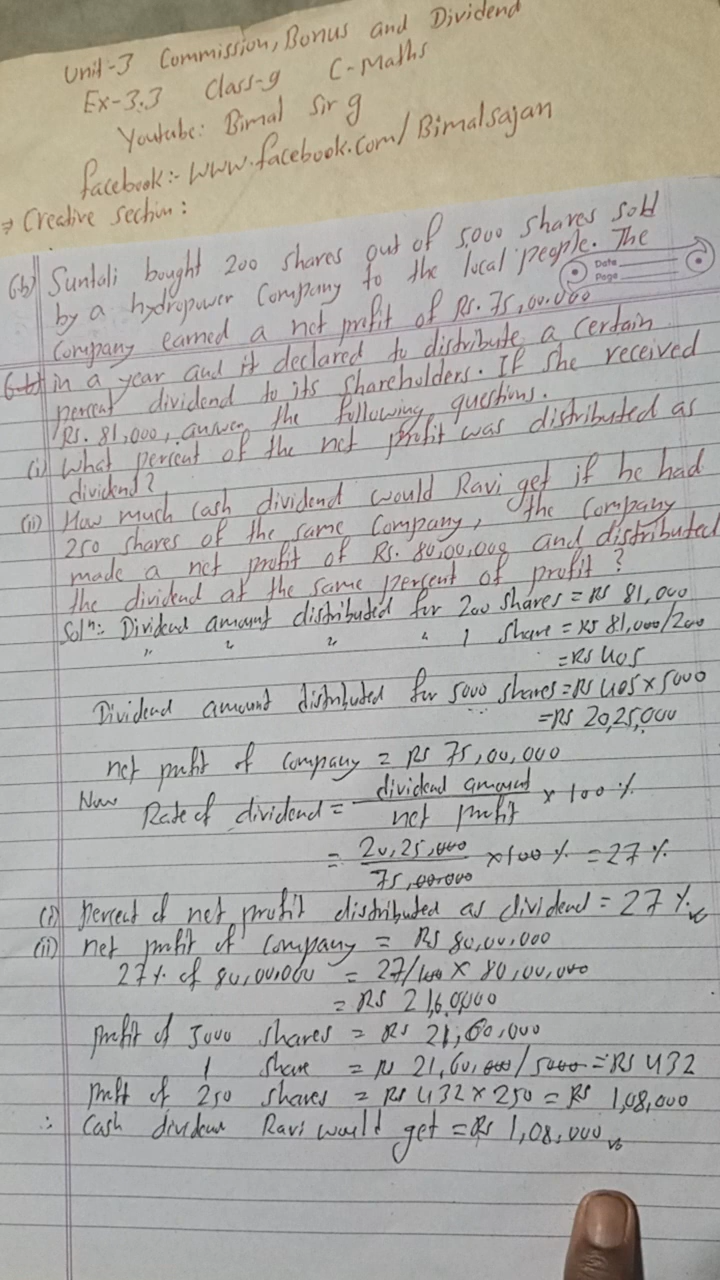 Unit-3 Commission, Bonus and Dividend
Ex-3.3 Class-9 C-Maths
Youtube: Bimal Sir g
facebook:- www.facebook.com/Bimalsajan
⇒ Creative section:
6b) Suntali bought 200 shares out of 5000 shares sold
by a hydropower Company to the local people. The
Date
Page
Company earned a net profit of Rs. 75,00,000
in a year and it declared to distribute a certain
percent dividend to its shareholders. If she received
Rs. 81,000, answer the following questions.
(i) What percent of the net profit was distributed as
dividend?
(ii) How much cash dividend would Ravi get if he had
250 shares of the same Company, the Company
made a net profit of Rs. 80,00,000 and distributed
the dividend at the same percent of profit?
Solⁿ: Dividend amount distributed for 200 shares = Rs 81,000
" " " " 1 share = Rs 81,000/200
= Rs 405
Dividend amount distributed for 5000 shares = Rs 405 × 5000
= Rs 20,25,000
net profit of Company = Rs 75,00,000
Now Rate of dividend = dividend amount / net profit × 100 %
= 20,25,000 / 75,00,000 × 100 % = 27 %
(i) percent of net profit distributed as dividend = 27 %
(ii) net profit of Company = Rs 80,00,000
27% of 80,00,000 = 27/100 × 80,00,000
= Rs 2160000
profit of 5000 shares = Rs 21,60,000
1 share = Rs 21,60,000/5000 = Rs 432
profit of 250 shares = Rs 432 × 250 = Rs 1,08,000
∴ Cash dividend Ravi would get = Rs 1,08,000